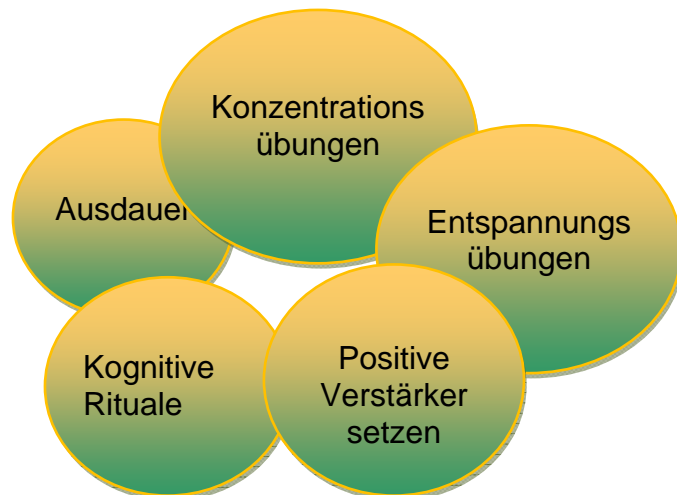 Konzentrations
übungen
Ausdauer
Entspannungs
übungen
Kognitive
Rituale
Positive
Verstärker
setzen